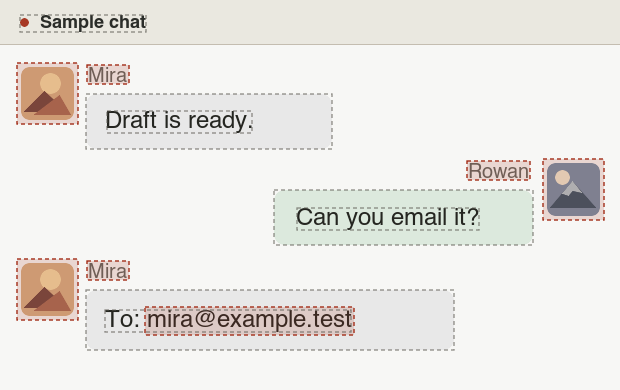 Sample chat
Mira
Draft is ready.
Rowan
Can you email it?
Mira
To: mira@example.test